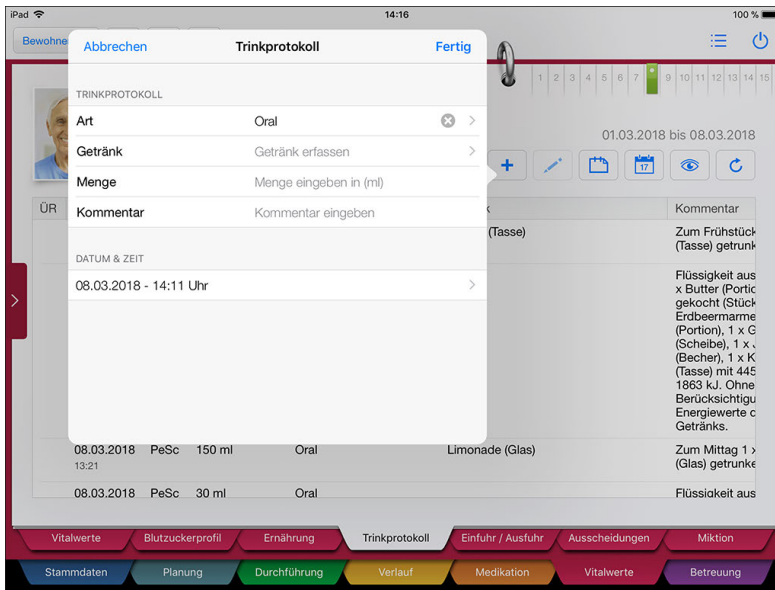 iPad 14:16 100 %
Bewohne
Abbrechen Trinkprotokoll Fertig
1 2 3 4 5 6 7 9 10 11 12 13 14 15
TRINKPROTOKOLL
Art Oral
01.03.2018 bis 08.03.2018
Getränk Getränk erfassen
17
Menge Menge eingeben in (ml)
Kommentar Kommentar eingeben
ÜR Kommentar
(Tasse) Zum Frühstück
(Tasse) getrunk
DATUM & ZEIT
08.03.2018 - 14:11 Uhr
Flüssigkeit aus
x Butter (Portio
gekocht (Stück
Erdbeermarme
(Portion), 1 x G
(Scheibe), 1 x
(Becher), 1 x K
(Tasse) mit 445
1863 kJ. Ohne
Berücksichtigu
Energiewerte d
Getränks.
08.03.2018 PeSc 150 ml Oral Limonade (Glas) Zum Mittag 1 x
13:21 (Glas) getrunke
08.03.2018 PeSc 30 ml Oral Flüssigkeit aus
Vitalwerte Blutzuckerprofil Ernährung Trinkprotokoll Einfuhr / Ausfuhr Ausscheidungen Miktion
Stammdaten Planung Durchführung Verlauf Medikation Vitalwerte Betreuung